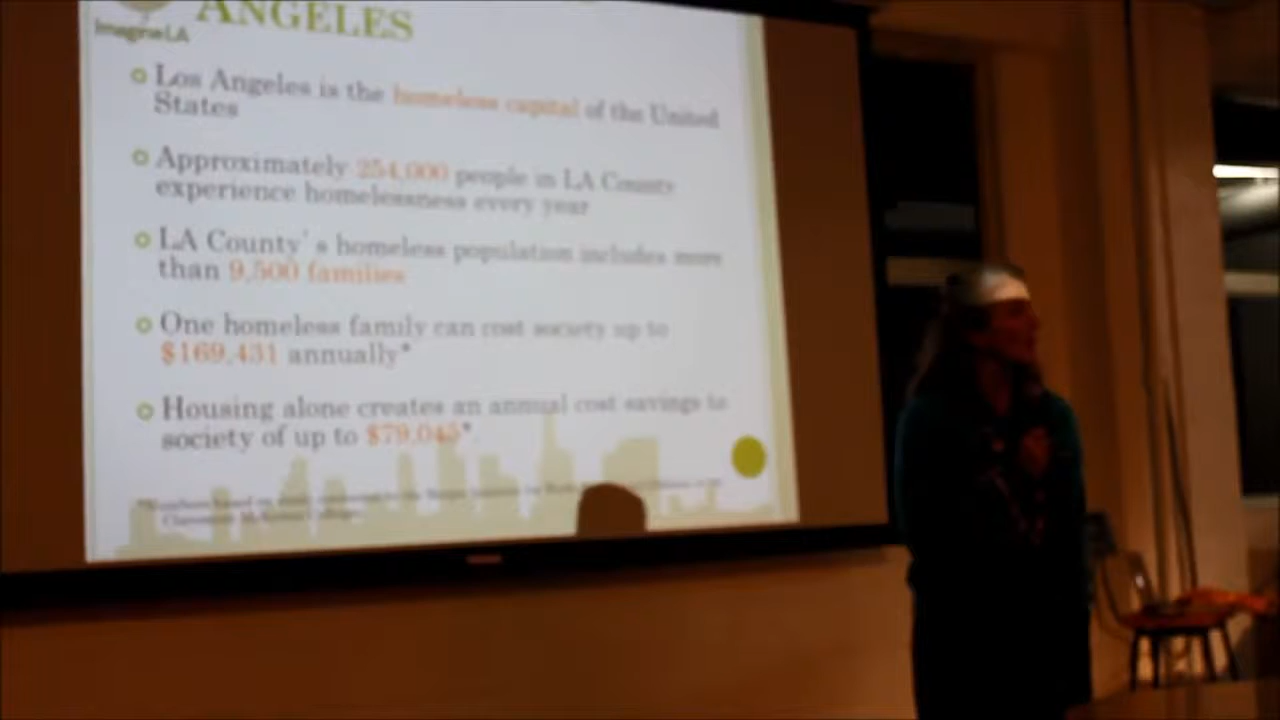 ANGELES
ImagineLA
Los Angeles is the homeless capital of the United
States
Approximately 254,000 people in LA County
experience homelessness every year
LA County's homeless population includes more
than 9,500 families
One homeless family can cost society up to
$169,431 annually*
Housing alone creates an annual cost savings to
society of up to $79,045*